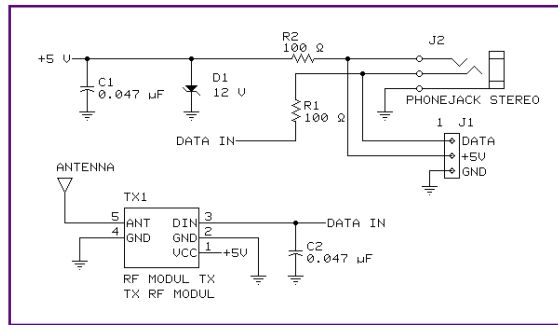 R2
100 Ω
J2
+5 V
C1
0.047 µF
D1
12 V
R1
100 Ω
PHONEJACK STEREO
DATA IN
1 J1
DATA
+5V
GND
ANTENNA
TX1
5 ANT DIN 3
DATA IN
4 GND GND 2
VCC 1 +5V
C2
0.047 µF
RF MODUL TX
TX RF MODUL